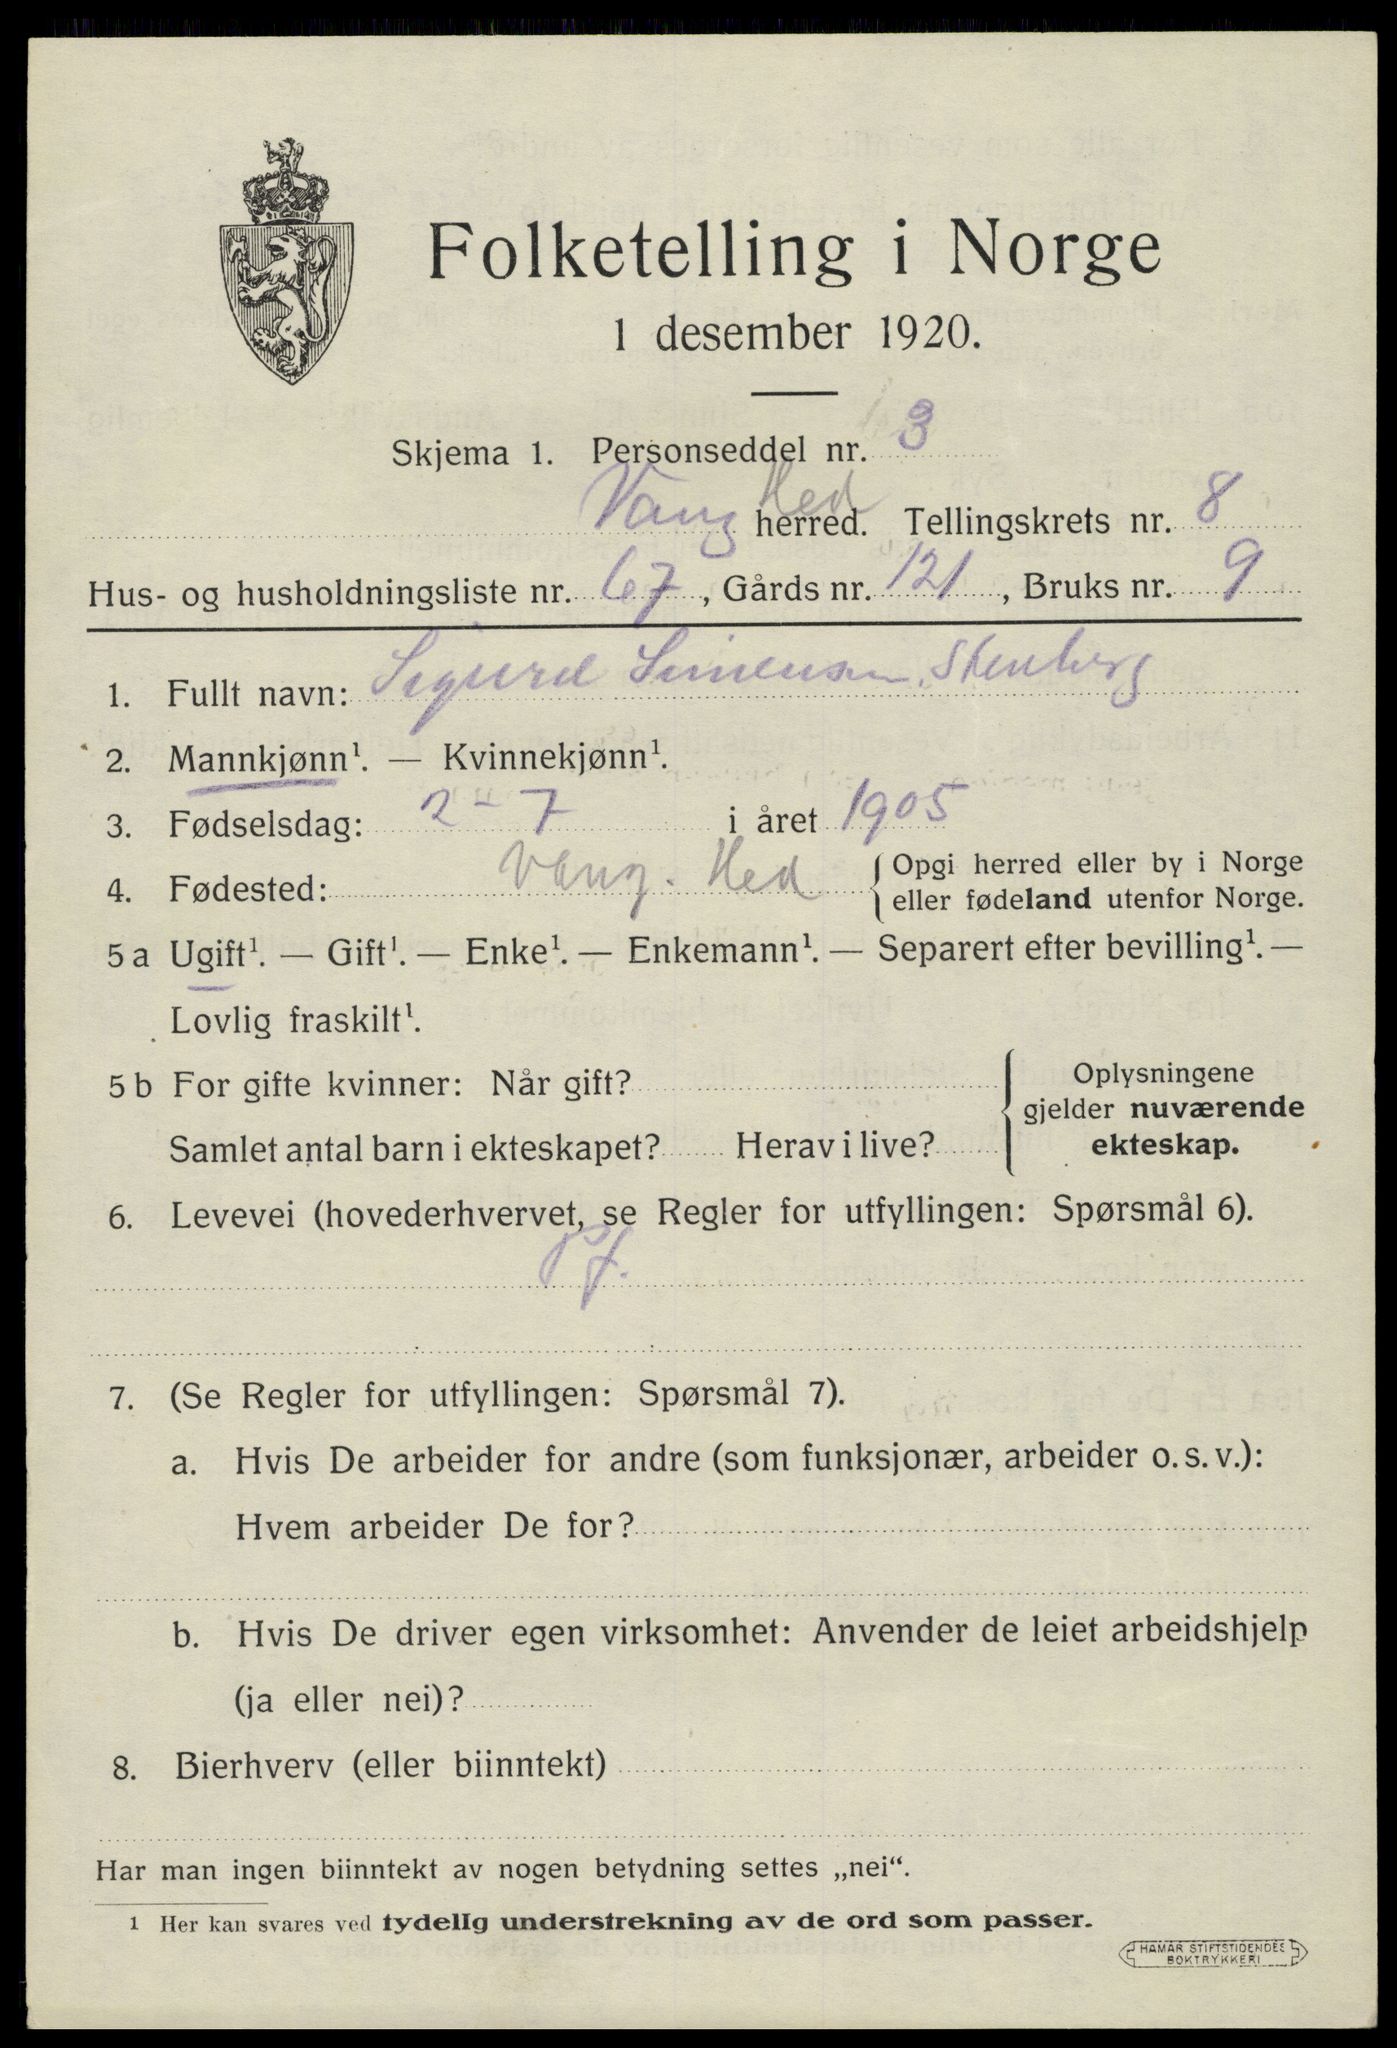 Folketelling i Norge
1 desember 1920.
Skjema 1. Personseddel nr. 3
Vang Hed herred. Tellingskrets nr. 8
Hus- og husholdningsliste nr. 67, Gårds nr. 121, Bruks nr. 9
1. Fullt navn: Sigurd Simensen Stenberg
2. Mannkjønn¹. — Kvinnekjønn¹.
3. Fødselsdag: 2 - 7 i året 1905
4. Fødested: Vang. Hed { Opgi herred eller by i Norge
eller fødeland utenfor Norge.
5 a Ugift¹. — Gift¹. — Enke¹. — Enkemann¹. — Separert efter bevilling¹. —
Lovlig fraskilt¹.
5 b For gifte kvinner: Når gift? { Oplysningene
gjelder nuværende
Samlet antal barn i ekteskapet? Herav i live? ekteskap.
6. Levevei (hovederhvervet, se Regler for utfyllingen: Spørsmål 6).
7. (Se Regler for utfyllingen: Spørsmål 7).
a. Hvis De arbeider for andre (som funksjonær, arbeider o. s. v.):
Hvem arbeider De for?
b. Hvis De driver egen virksomhet: Anvender de leiet arbeidshjelp
(ja eller nei)?
8. Bierhverv (eller biinntekt)
Har man ingen biinntekt av nogen betydning settes „nei“.
1 Her kan svares ved tydelig understrekning av de ord som passer.
HAMAR STIFTSTIDENDES
BOKTRYKKERI